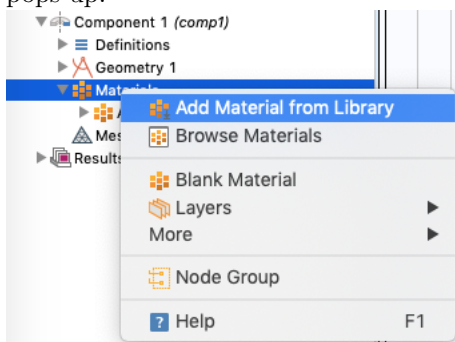 pops up.
Component 1 (comp1)
Definitions
Geometry 1
Materials
Add Material from Library
Mes
Browse Materials
Results
Blank Material
Layers
More
Node Group
? Help F1